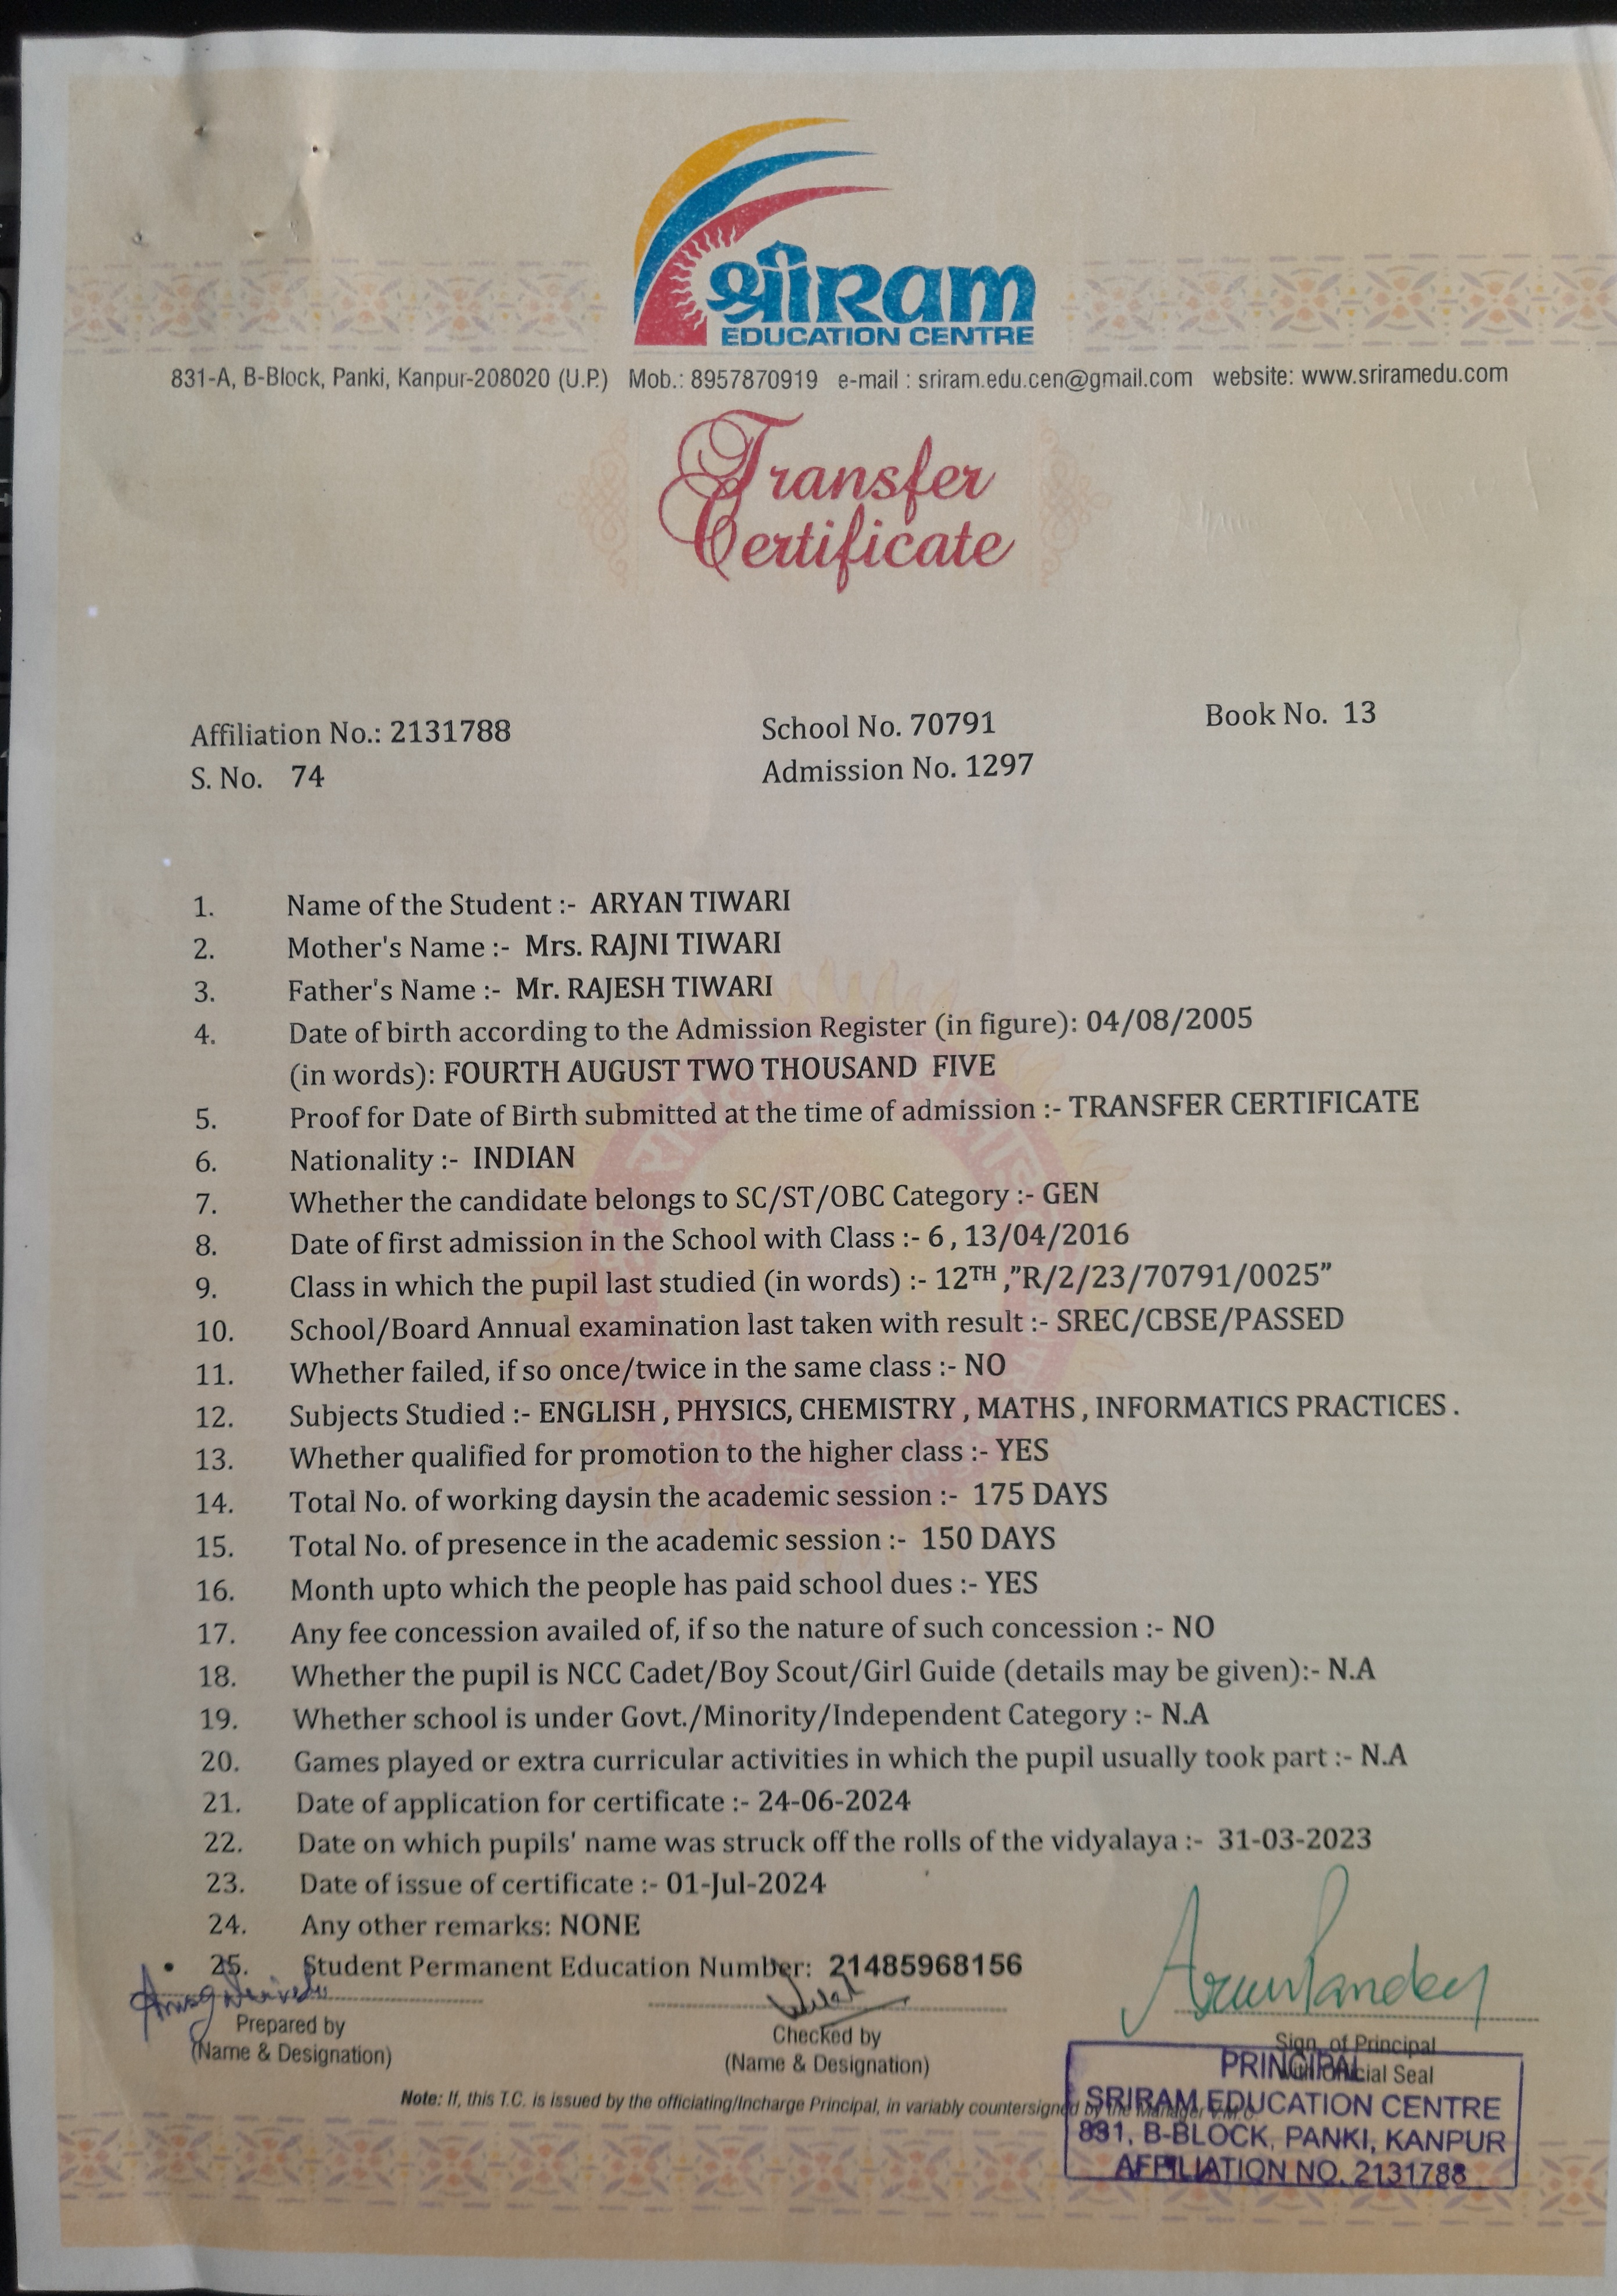 श्रीराम
EDUCATION CENTRE
831-A, B-Block, Panki, Kanpur-208020 (U.P.) Mob.: 8957870919 e-mail : sriram.edu.cen@gmail.com website: www.sriramedu.com
Transfer
Certificate
Affiliation No.: 2131788 School No. 70791 Book No. 13
S. No. 74 Admission No. 1297
1. Name of the Student :- ARYAN TIWARI
2. Mother's Name :- Mrs. RAJNI TIWARI
3. Father's Name :- Mr. RAJESH TIWARI
4. Date of birth according to the Admission Register (in figure): 04/08/2005
(in words): FOURTH AUGUST TWO THOUSAND FIVE
5. Proof for Date of Birth submitted at the time of admission :- TRANSFER CERTIFICATE
6. Nationality :- INDIAN
7. Whether the candidate belongs to SC/ST/OBC Category :- GEN
8. Date of first admission in the School with Class :- 6 , 13/04/2016
9. Class in which the pupil last studied (in words) :- 12TH ,"R/2/23/70791/0025"
10. School/Board Annual examination last taken with result :- SREC/CBSE/PASSED
11. Whether failed, if so once/twice in the same class :- NO
12. Subjects Studied :- ENGLISH , PHYSICS, CHEMISTRY , MATHS , INFORMATICS PRACTICES .
13. Whether qualified for promotion to the higher class :- YES
14. Total No. of working daysin the academic session :- 175 DAYS
15. Total No. of presence in the academic session :- 150 DAYS
16. Month upto which the people has paid school dues :- YES
17. Any fee concession availed of, if so the nature of such concession :- NO
18. Whether the pupil is NCC Cadet/Boy Scout/Girl Guide (details may be given):- N.A
19. Whether school is under Govt./Minority/Independent Category :- N.A
20. Games played or extra curricular activities in which the pupil usually took part :- N.A
21. Date of application for certificate :- 24-06-2024
22. Date on which pupils' name was struck off the rolls of the vidyalaya :- 31-03-2023
23. Date of issue of certificate :- 01-Jul-2024
24. Any other remarks: NONE
25. Student Permanent Education Number: 21485968156
Arun Pandey
Prepared by Checked by Sign. of Principal
(Name & Designation) (Name & Designation) Seal
Note: If, this T.C. is issued by the officiating/Incharge Principal, in variably countersigned by the Manager
PRINCIPAL
SRIRAM EDUCATION CENTRE
831, B-BLOCK, PANKI, KANPUR
AFFILIATION NO. 2131788